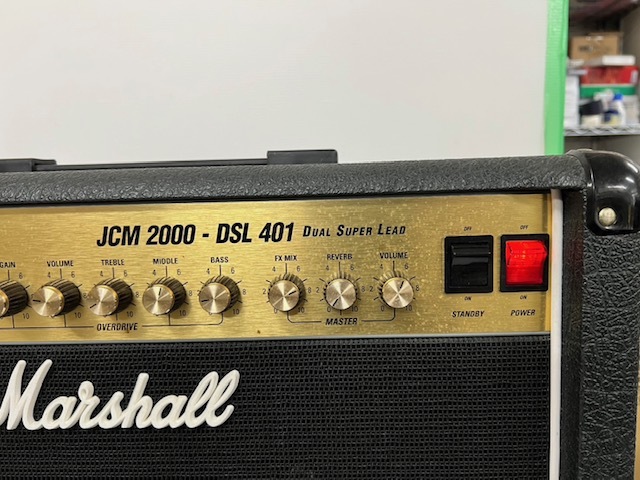 JCM 2000 - DSL 401 DUAL SUPER LEAD
GAIN VOLUME TREBLE MIDDLE BASS FX MIX REVERB VOLUME
OVERDRIVE MASTER
OFF OFF
ON ON
STANDBY POWER
Marshall